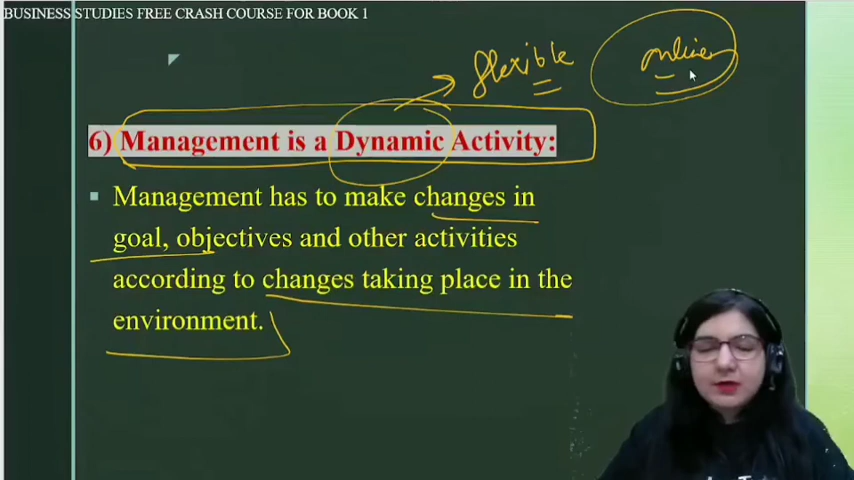 BUSINESS STUDIES FREE CRASH COURSE FOR BOOK 1
flexible
online
6) Management is a Dynamic Activity:
▪ Management has to make changes in
goal, objectives and other activities
according to changes taking place in the
environment.